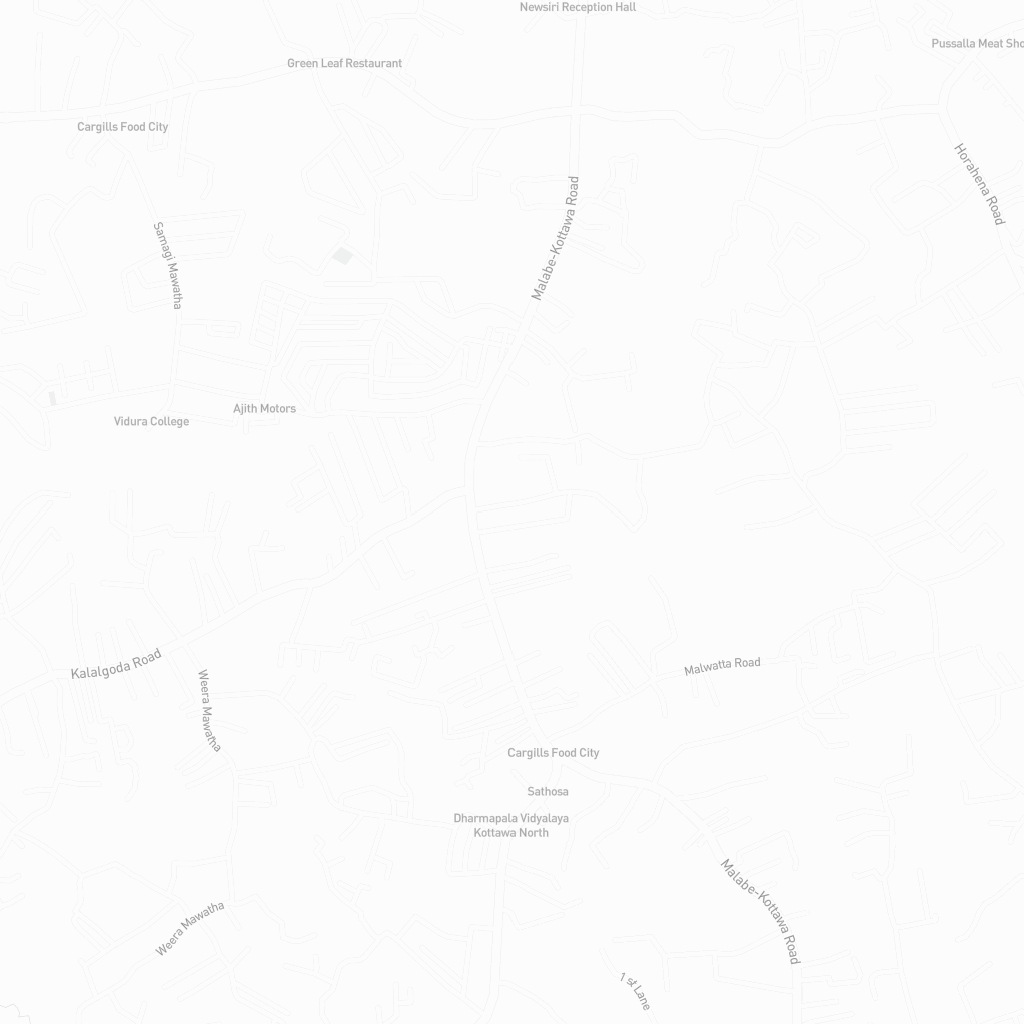 Newsiri Reception Hall
Pussalla Meat Sho
Green Leaf Restaurant
Cargills Food City
Horahena Road
Malabe-Kottawa Road
Samagi Mawatha
Ajith Motors
Vidura College
Kalalgoda Road
Malwatta Road
Weera Mawatha
Cargills Food City
Sathosa
Dharmapala Vidyalaya
Kottawa North
Malabe-Kottawa Road
Weera Mawatha
1 st Lane